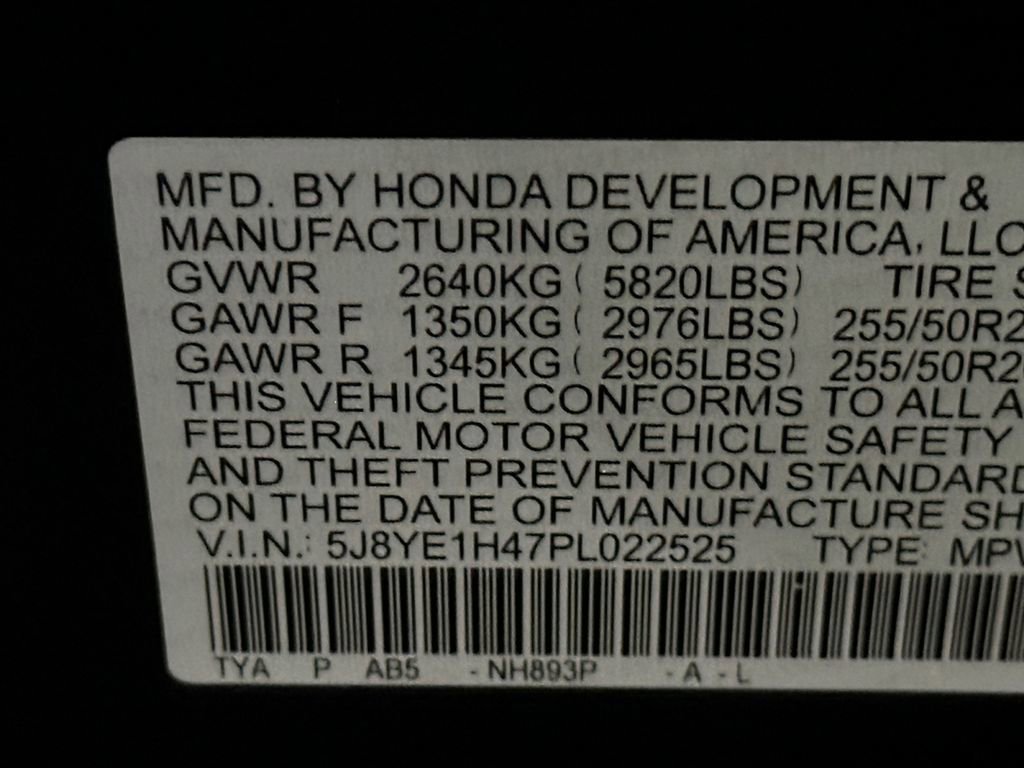 MFD. BY HONDA DEVELOPMENT &
MANUFACTURING OF AMERICA, LLC
GVWR 2640KG ( 5820LBS) TIRE S
GAWR F 1350KG ( 2976LBS) 255/50R2
GAWR R 1345KG ( 2965LBS) 255/50R20
THIS VEHICLE CONFORMS TO ALL A
FEDERAL MOTOR VEHICLE SAFETY
AND THEFT PREVENTION STANDARD
ON THE DATE OF MANUFACTURE SH
V.I.N.: 5J8YE1H47PL022525 TYPE: MPV
TYA P AB5 - NH893P - A - L